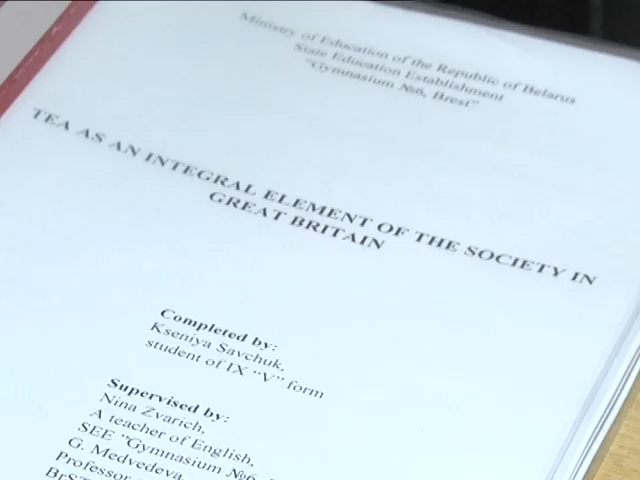 Ministry of Education of the Republic of Belarus
State Education Establishment
"Gymnasium №6, Brest"
TEA AS AN INTEGRAL ELEMENT OF THE SOCIETY IN
GREAT BRITAIN
Completed by:
Kseniya Savchuk,
student of IX "V" form
Supervised by:
Nina Zvarich,
A teacher of English,
SEE "Gymnasium №6,
G. Medvedeva,
Professor